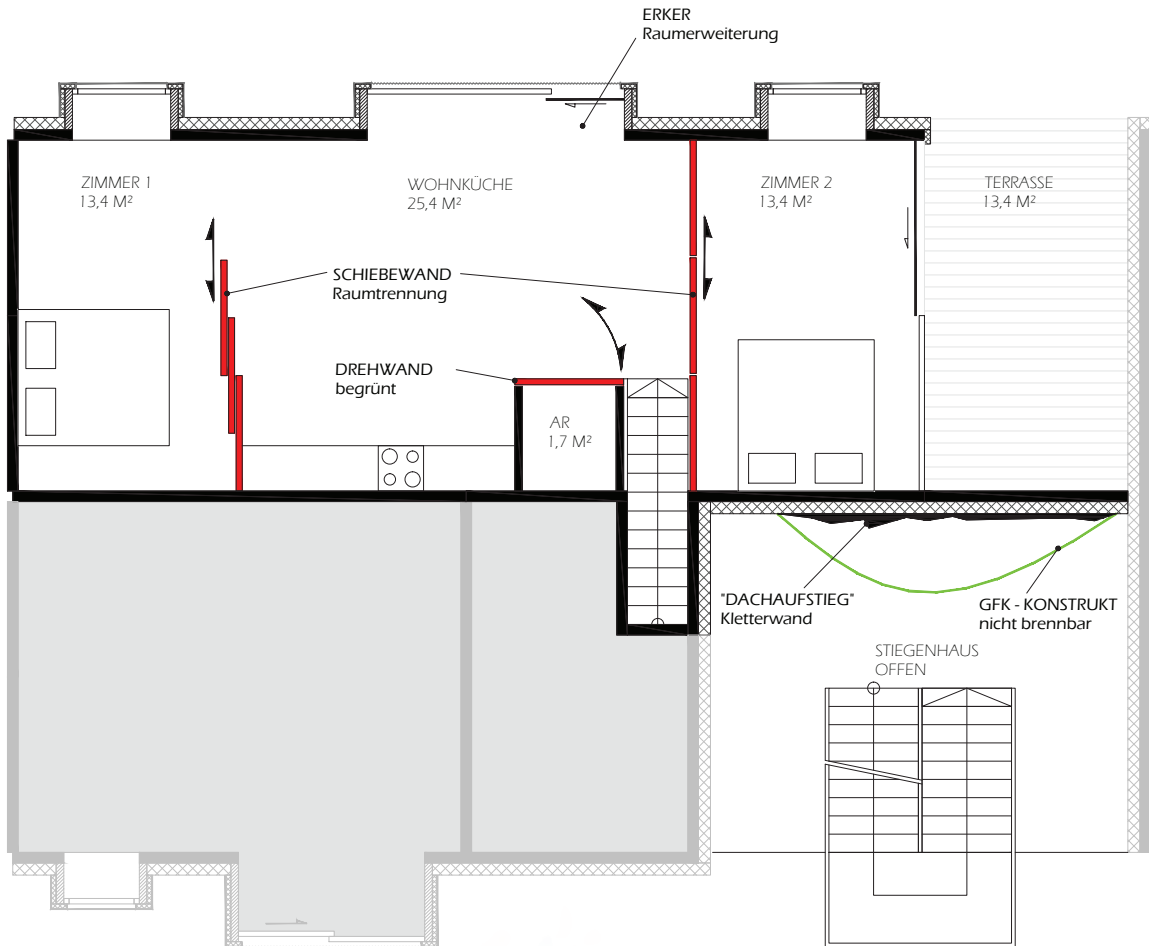 ERKER
Raumerweiterung
ZIMMER 1
13,4 M²
WOHNKÜCHE
25,4 M²
ZIMMER 2
13,4 M²
TERRASSE
13,4 M²
SCHIEBEWAND
Raumtrennung
DREHWAND
begrünt
AR
1,7 M²
"DACHAUFSTIEG"
Kletterwand
GFK - KONSTRUKT
nicht brennbar
STIEGENHAUS
OFFEN